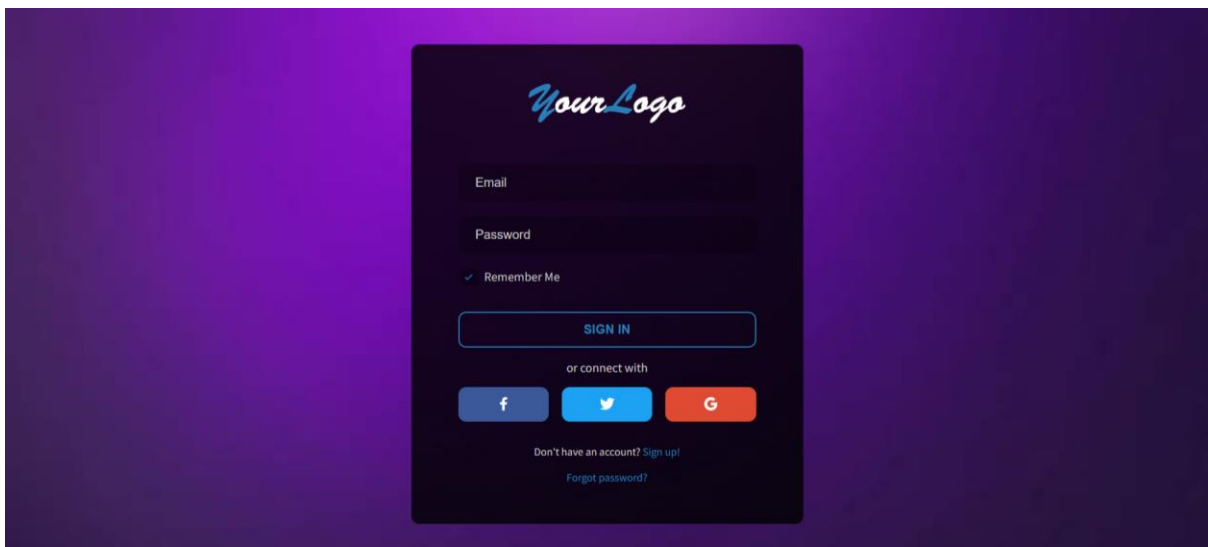 YourLogo
Email
Password
Remember Me
SIGN IN
or connect with
f G
Don't have an account? Sign up!
Forgot password?